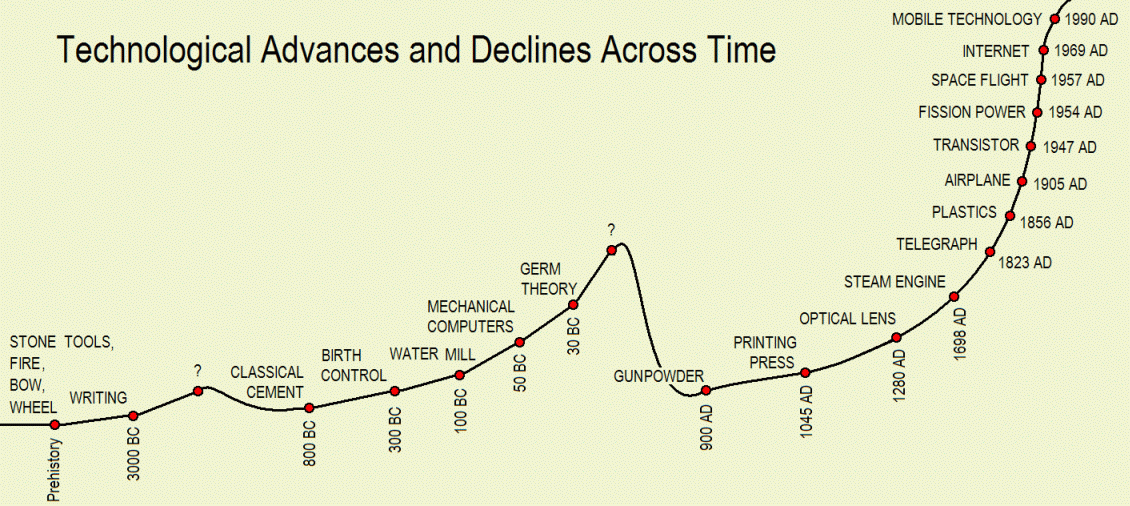 Technological Advances and Declines Across Time
STONE TOOLS,
FIRE,
BOW,
WHEEL
Prehistory
WRITING
3000 BC
?
CLASSICAL
CEMENT
800 BC
BIRTH
CONTROL
300 BC
WATER MILL
100 BC
MECHANICAL
COMPUTERS
50 BC
GERM
THEORY
30 BC
?
GUNPOWDER
900 AD
PRINTING
PRESS
1045 AD
OPTICAL LENS
1280 AD
STEAM ENGINE
1698 AD
TELEGRAPH
1823 AD
PLASTICS
1856 AD
AIRPLANE
1905 AD
TRANSISTOR
1947 AD
FISSION POWER
1954 AD
SPACE FLIGHT
1957 AD
INTERNET
1969 AD
MOBILE TECHNOLOGY
1990 AD